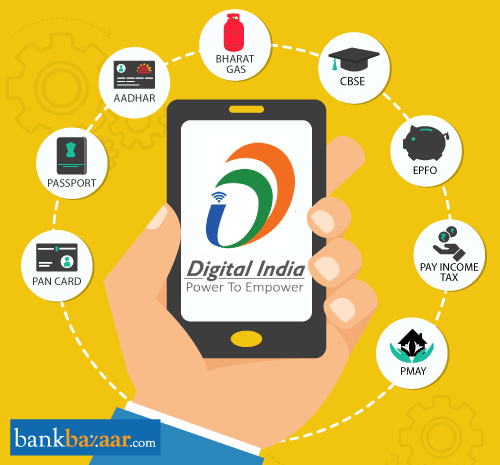 BHARAT
GAS
CBSE
AADHAR
EPFO
PASSPORT
PAN CARD
PAY INCOME
TAX
PMAY
Digital India
Power To Empower
bankbazaar.com